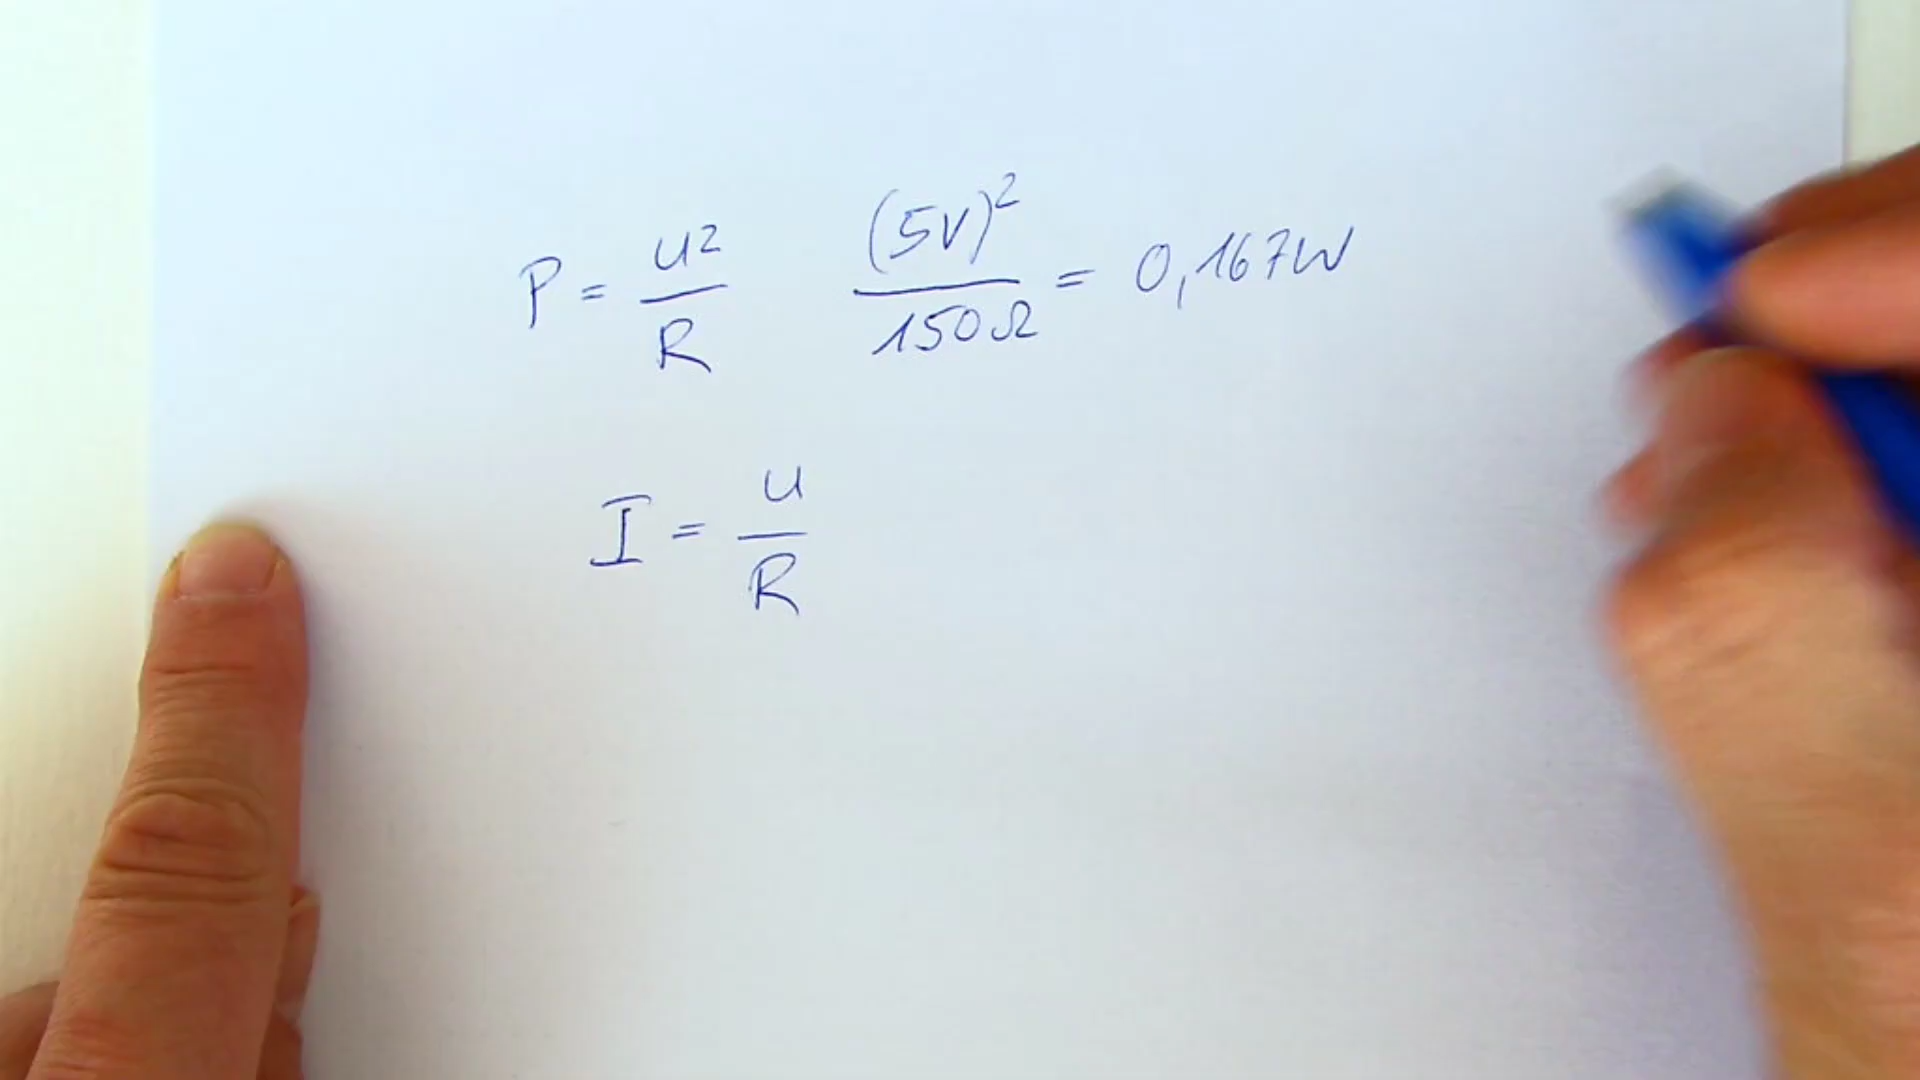 P = U²/R (5V)²/150Ω = 0,167W
I = U/R